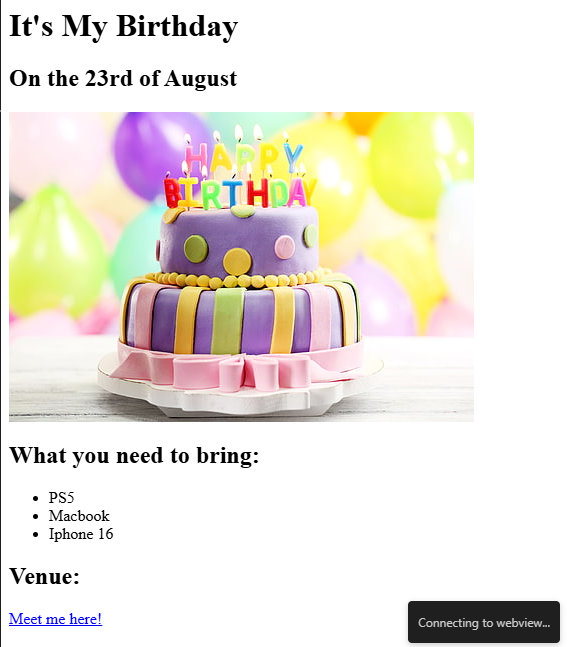 It's My Birthday
On the 23rd of August
HAPPY
BIRTHDAY
What you need to bring:
PS5
Macbook
Iphone 16
Venue:
Meet me here!
Connecting to webview...